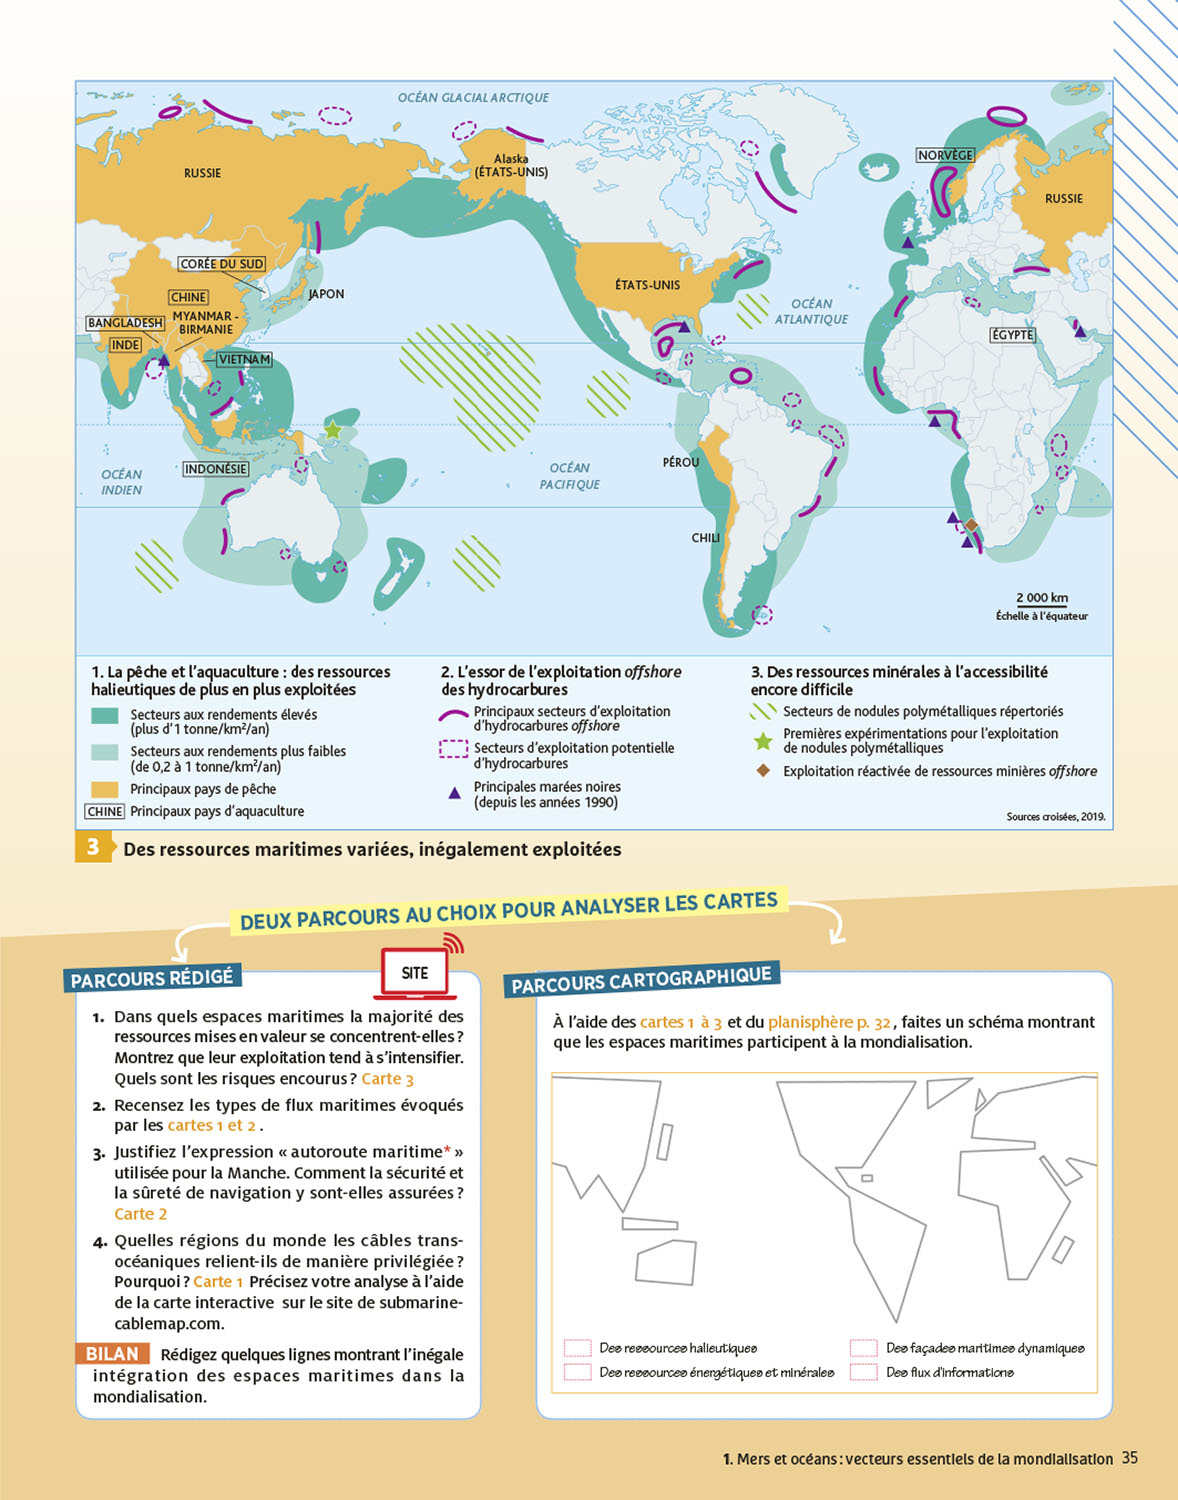 OCÉAN GLACIAL ARCTIQUE
RUSSIE
Alaska
(ÉTATS-UNIS)
NORVÈGE
RUSSIE
CORÉE DU SUD
JAPON
CHINE
BANGLADESH
MYANMAR -
BIRMANIE
INDE
VIETNAM
ÉTATS-UNIS
OCÉAN
ATLANTIQUE
ÉGYPTE
INDONÉSIE
OCÉAN
INDIEN
OCÉAN
PACIFIQUE
PÉROU
CHILI
2 000 km
Échelle à l'équateur
1. La pêche et l'aquaculture : des ressources
halieutiques de plus en plus exploitées
Secteurs aux rendements élevés
(plus d'1 tonne/km²/an)
Secteurs aux rendements plus faibles
(de 0,2 à 1 tonne/km²/an)
Principaux pays de pêche
CHINE Principaux pays d'aquaculture
2. L'essor de l'exploitation offshore
des hydrocarbures
Principaux secteurs d'exploitation
d'hydrocarbures offshore
Secteurs d'exploitation potentielle
d'hydrocarbures
Principales marées noires
(depuis les années 1990)
3. Des ressources minérales à l'accessibilité
encore difficile
Secteurs de nodules polymétalliques répertoriés
Premières expérimentations pour l'exploitation
de nodules polymétalliques
Exploitation réactivée de ressources minières offshore
Sources croisées, 2019.
3 Des ressources maritimes variées, inégalement exploitées
DEUX PARCOURS AU CHOIX POUR ANALYSER LES CARTES
PARCOURS RÉDIGÉ
SITE
1. Dans quels espaces maritimes la majorité des
ressources mises en valeur se concentrent-elles ?
Montrez que leur exploitation tend à s'intensifier.
Quels sont les risques encourus ? Carte 3
2. Recensez les types de flux maritimes évoqués
par les cartes 1 et 2 .
3. Justifiez l'expression « autoroute maritime* »
utilisée pour la Manche. Comment la sécurité et
la sûreté de navigation y sont-elles assurées ?
Carte 2
4. Quelles régions du monde les câbles trans-
océaniques relient-ils de manière privilégiée ?
Pourquoi ? Carte 1 Précisez votre analyse à l'aide
de la carte interactive sur le site de submarine-
cablemap.com.
BILAN Rédigez quelques lignes montrant l'inégale
intégration des espaces maritimes dans la
mondialisation.
PARCOURS CARTOGRAPHIQUE
À l'aide des cartes 1 à 3 et du planisphère p. 32 , faites un schéma montrant
que les espaces maritimes participent à la mondialisation.
Des ressources halieutiques
Des ressources énergétiques et minérales
Des façades maritimes dynamiques
Des flux d'informations
1. Mers et océans : vecteurs essentiels de la mondialisation 35